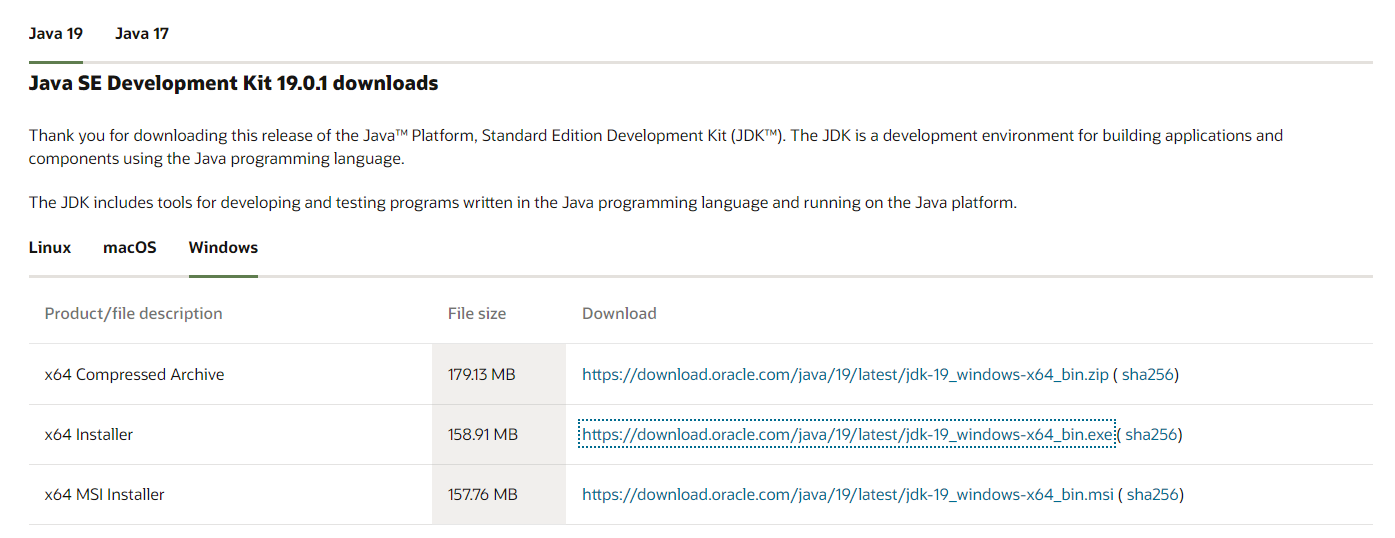 Java 19 Java 17
Java SE Development Kit 19.0.1 downloads
Thank you for downloading this release of the Java™ Platform, Standard Edition Development Kit (JDK™). The JDK is a development environment for building applications and
components using the Java programming language.
The JDK includes tools for developing and testing programs written in the Java programming language and running on the Java platform.
Linux macOS Windows
Product/file description File size Download
x64 Compressed Archive 179.13 MB https://download.oracle.com/java/19/latest/jdk-19_windows-x64_bin.zip ( sha256)
x64 Installer 158.91 MB https://download.oracle.com/java/19/latest/jdk-19_windows-x64_bin.exe ( sha256)
x64 MSI Installer 157.76 MB https://download.oracle.com/java/19/latest/jdk-19_windows-x64_bin.msi ( sha256)